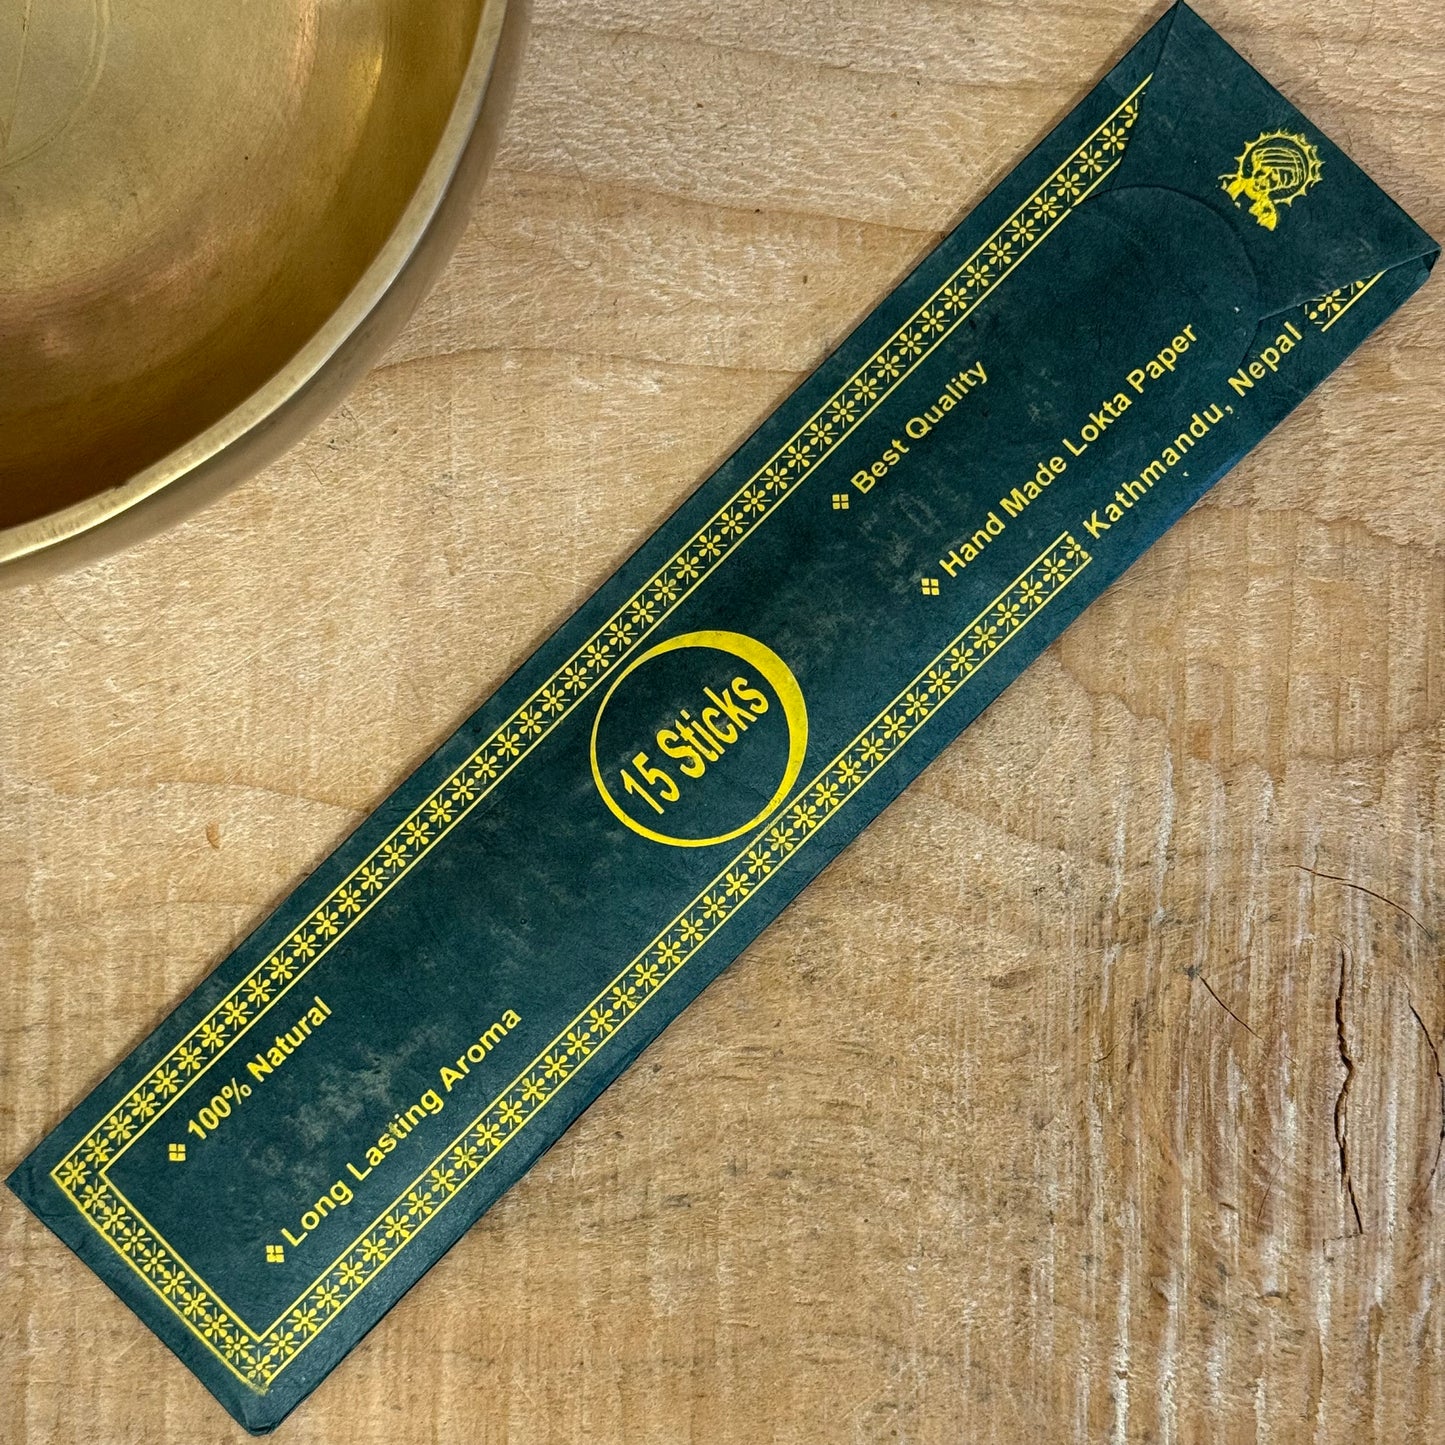 100% Natural
Long Lasting Aroma
15 Sticks
Best Quality
Hand Made Lokta Paper
Kathmandu, Nepal